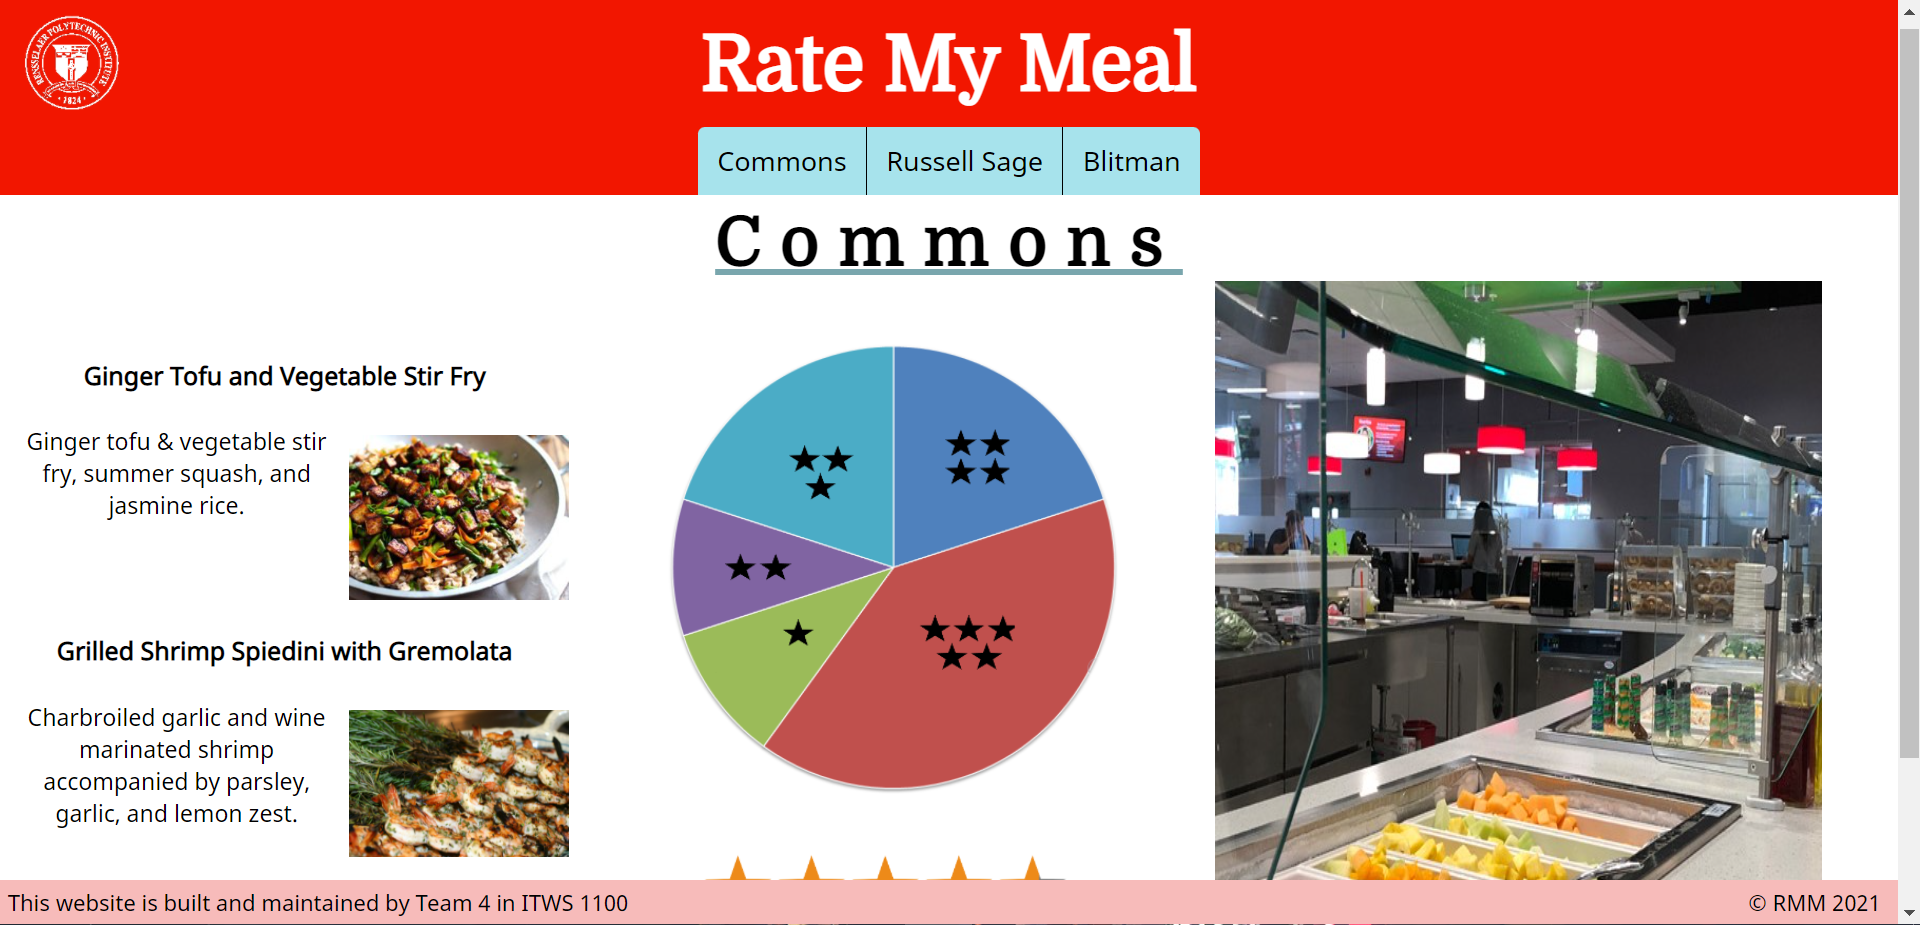 RENSSELAER POLYTECHNIC INSTITUTE
· 1824 ·
Rate My Meal
Commons
Russell Sage
Blitman
Commons
Ginger Tofu and Vegetable Stir Fry
Ginger tofu & vegetable stir
fry, summer squash, and
jasmine rice.
Grilled Shrimp Spiedini with Gremolata
Charbroiled garlic and wine
marinated shrimp
accompanied by parsley,
garlic, and lemon zest.
This website is built and maintained by Team 4 in ITWS 1100
© RMM 2021